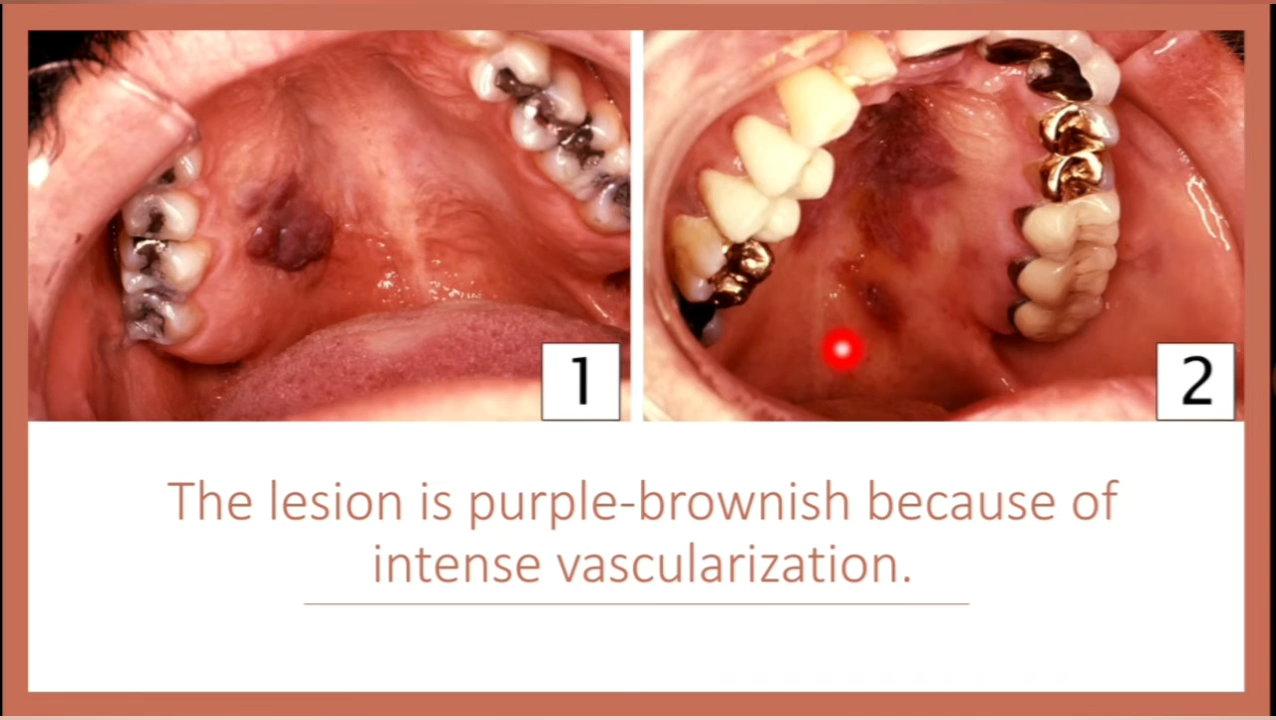 1
2
The lesion is purple-brownish because of
intense vascularization.